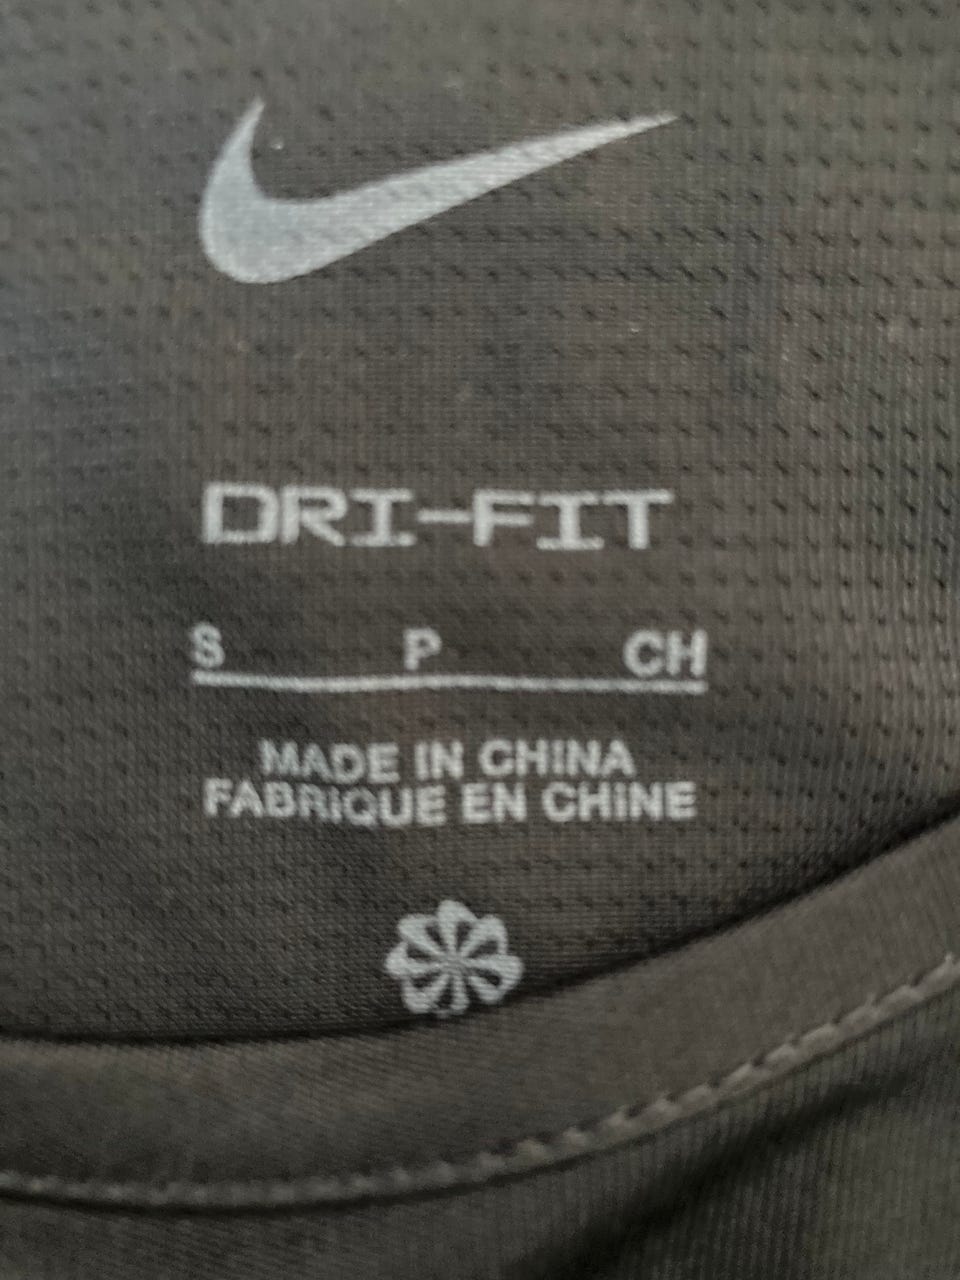 DRI-FIT
S P CH
MADE IN CHINA
FABRIQUE EN CHINE